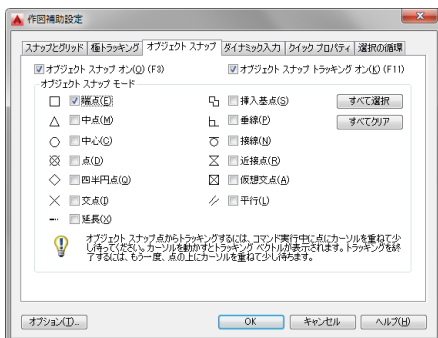 作図補助設定
スナップとグリッド 極トラッキング オブジェクト スナップ ダイナミックス入力 クイック プロパティ 選択の循環
オブジェクト スナップ オン(O) (F3) オブジェクト スナップ トラッキング オン(K) (F11)
オブジェクト スナップ モード
端点(E) 挿入基点(S) すべて選択
中点(M) 垂線(P) すべてクリア
中心(C) 接線(N)
点(D) 近接点(R)
四半円点(Q) 仮想交点(A)
交点(I) 平行(L)
延長(X)
オブジェクト スナップ点からトラッキングするには、コマンド実行中に点にカーソルを重ねて少
し待ってください。カーソルを動かすとトラッキング ベクトルが表示されます。トラッキングを終
了するには、もう一度、点の上にカーソルを重ねて少し待ちます。
オプション(T)... OK キャンセル ヘルプ(H)